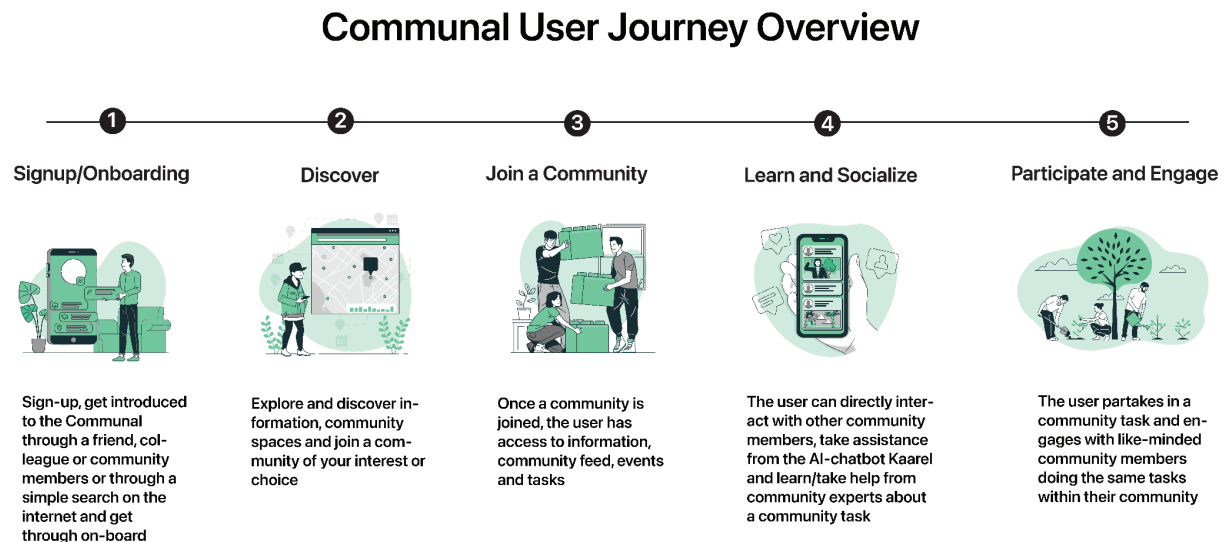 Communal User Journey Overview
1
2
3
4
5
Signup/Onboarding
Discover
Join a Community
Learn and Socialize
Participate and Engage
Sign-up, get introduced
to the Communal
through a friend, col-
league or community
members or through a
simple search on the
internet and get
through on-board
Explore and discover in-
formation, community
spaces and join a com-
munity of your interest or
choice
Once a community is
joined, the user has
access to information,
community feed, events
and tasks
The user can directly inter-
act with other community
members, take assistance
from the AI-chatbot Kaarel
and learn/take help from
community experts about
a community task
The user partakes in a
community task and en-
gages with like-minded
community members
doing the same tasks
within their community